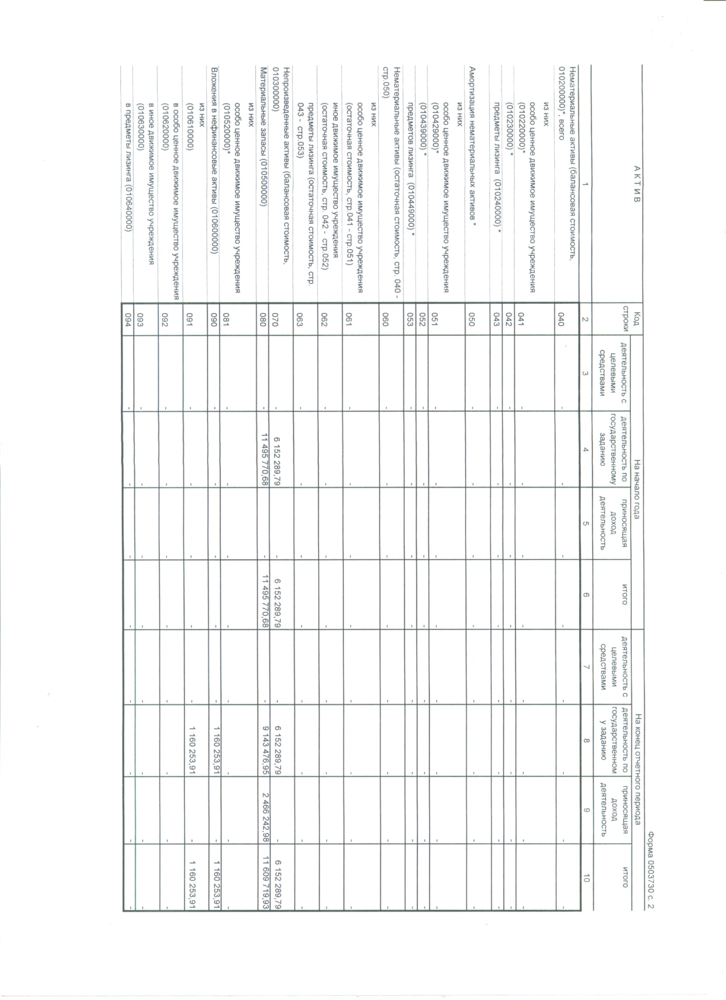 Форма 0503730 с. 2
А К Т И В
Код строки
На начало года
На конец отчетного периода
деятельность с целевыми средствами
деятельность по государственному заданию
приносящая доход деятельность
итого
деятельность с целевыми средствами
деятельность по государственном у заданию
приносящая доход деятельность
итого
1 2 3 4 5 6 7 8 9 10
Нематериальные активы (балансовая стоимость,
010200000)*, всего 040 - - - - - - - -
из них
особо ценное движимое имущество учреждения
(010220000)* 041 - - - - - - - -
(010230000) * 042 - - - - - - - -
предметы лизинга (010240000) * 043 - - - - - - - -
Амортизация нематериальных активов * 050 - - - - - - - -
из них
особо ценное движимое имущество учреждения
(010429000)* 051 - - - - - - - -
(010439000) * 052 - - - - - - - -
предметов лизинга (010449000) * 053 - - - - - - - -
Нематериальные активы (остаточная стоимость, стр. 040 -
стр.050) 060 - - - - - - - -
из них
особо ценное движимое имущество учреждения
(остаточная стоимость, стр.041 - стр.051) 061 - - - - - - - -
иное движимое имущество учреждения
(остаточная стоимость, стр. 042 - стр.052) 062 - - - - - - - -
предметы лизинга (остаточная стоимость, стр.
043 - стр.053) 063 - - - - - - - -
Непроизведенные активы (балансовая стоимость,
010300000) 070 - 6 152 289,79 - 6 152 289,79 - 6 152 289,79 - 6 152 289,79
Материальные запасы (010500000) 080 - 11 495 770,68 - 11 495 770,68 - 9 143 476,95 2 466 242,98 11 609 719,93
из них
особо ценное движимое имущество учреждения
(010520000)* 081 - - - - - - - -
Вложения в нефинансовые активы (010600000) 090 - - - - - 1 160 253,91 - 1 160 253,91
из них
(010610000) 091 - - - - - 1 160 253,91 - 1 160 253,91
в особо ценное движимое имущество учреждения
(010620000) 092 - - - - - - - -
в иное движимое имущество учреждения
(010630000) 093 - - - - - - - -
в предметы лизинга (010640000) 094 - - - - - - - -